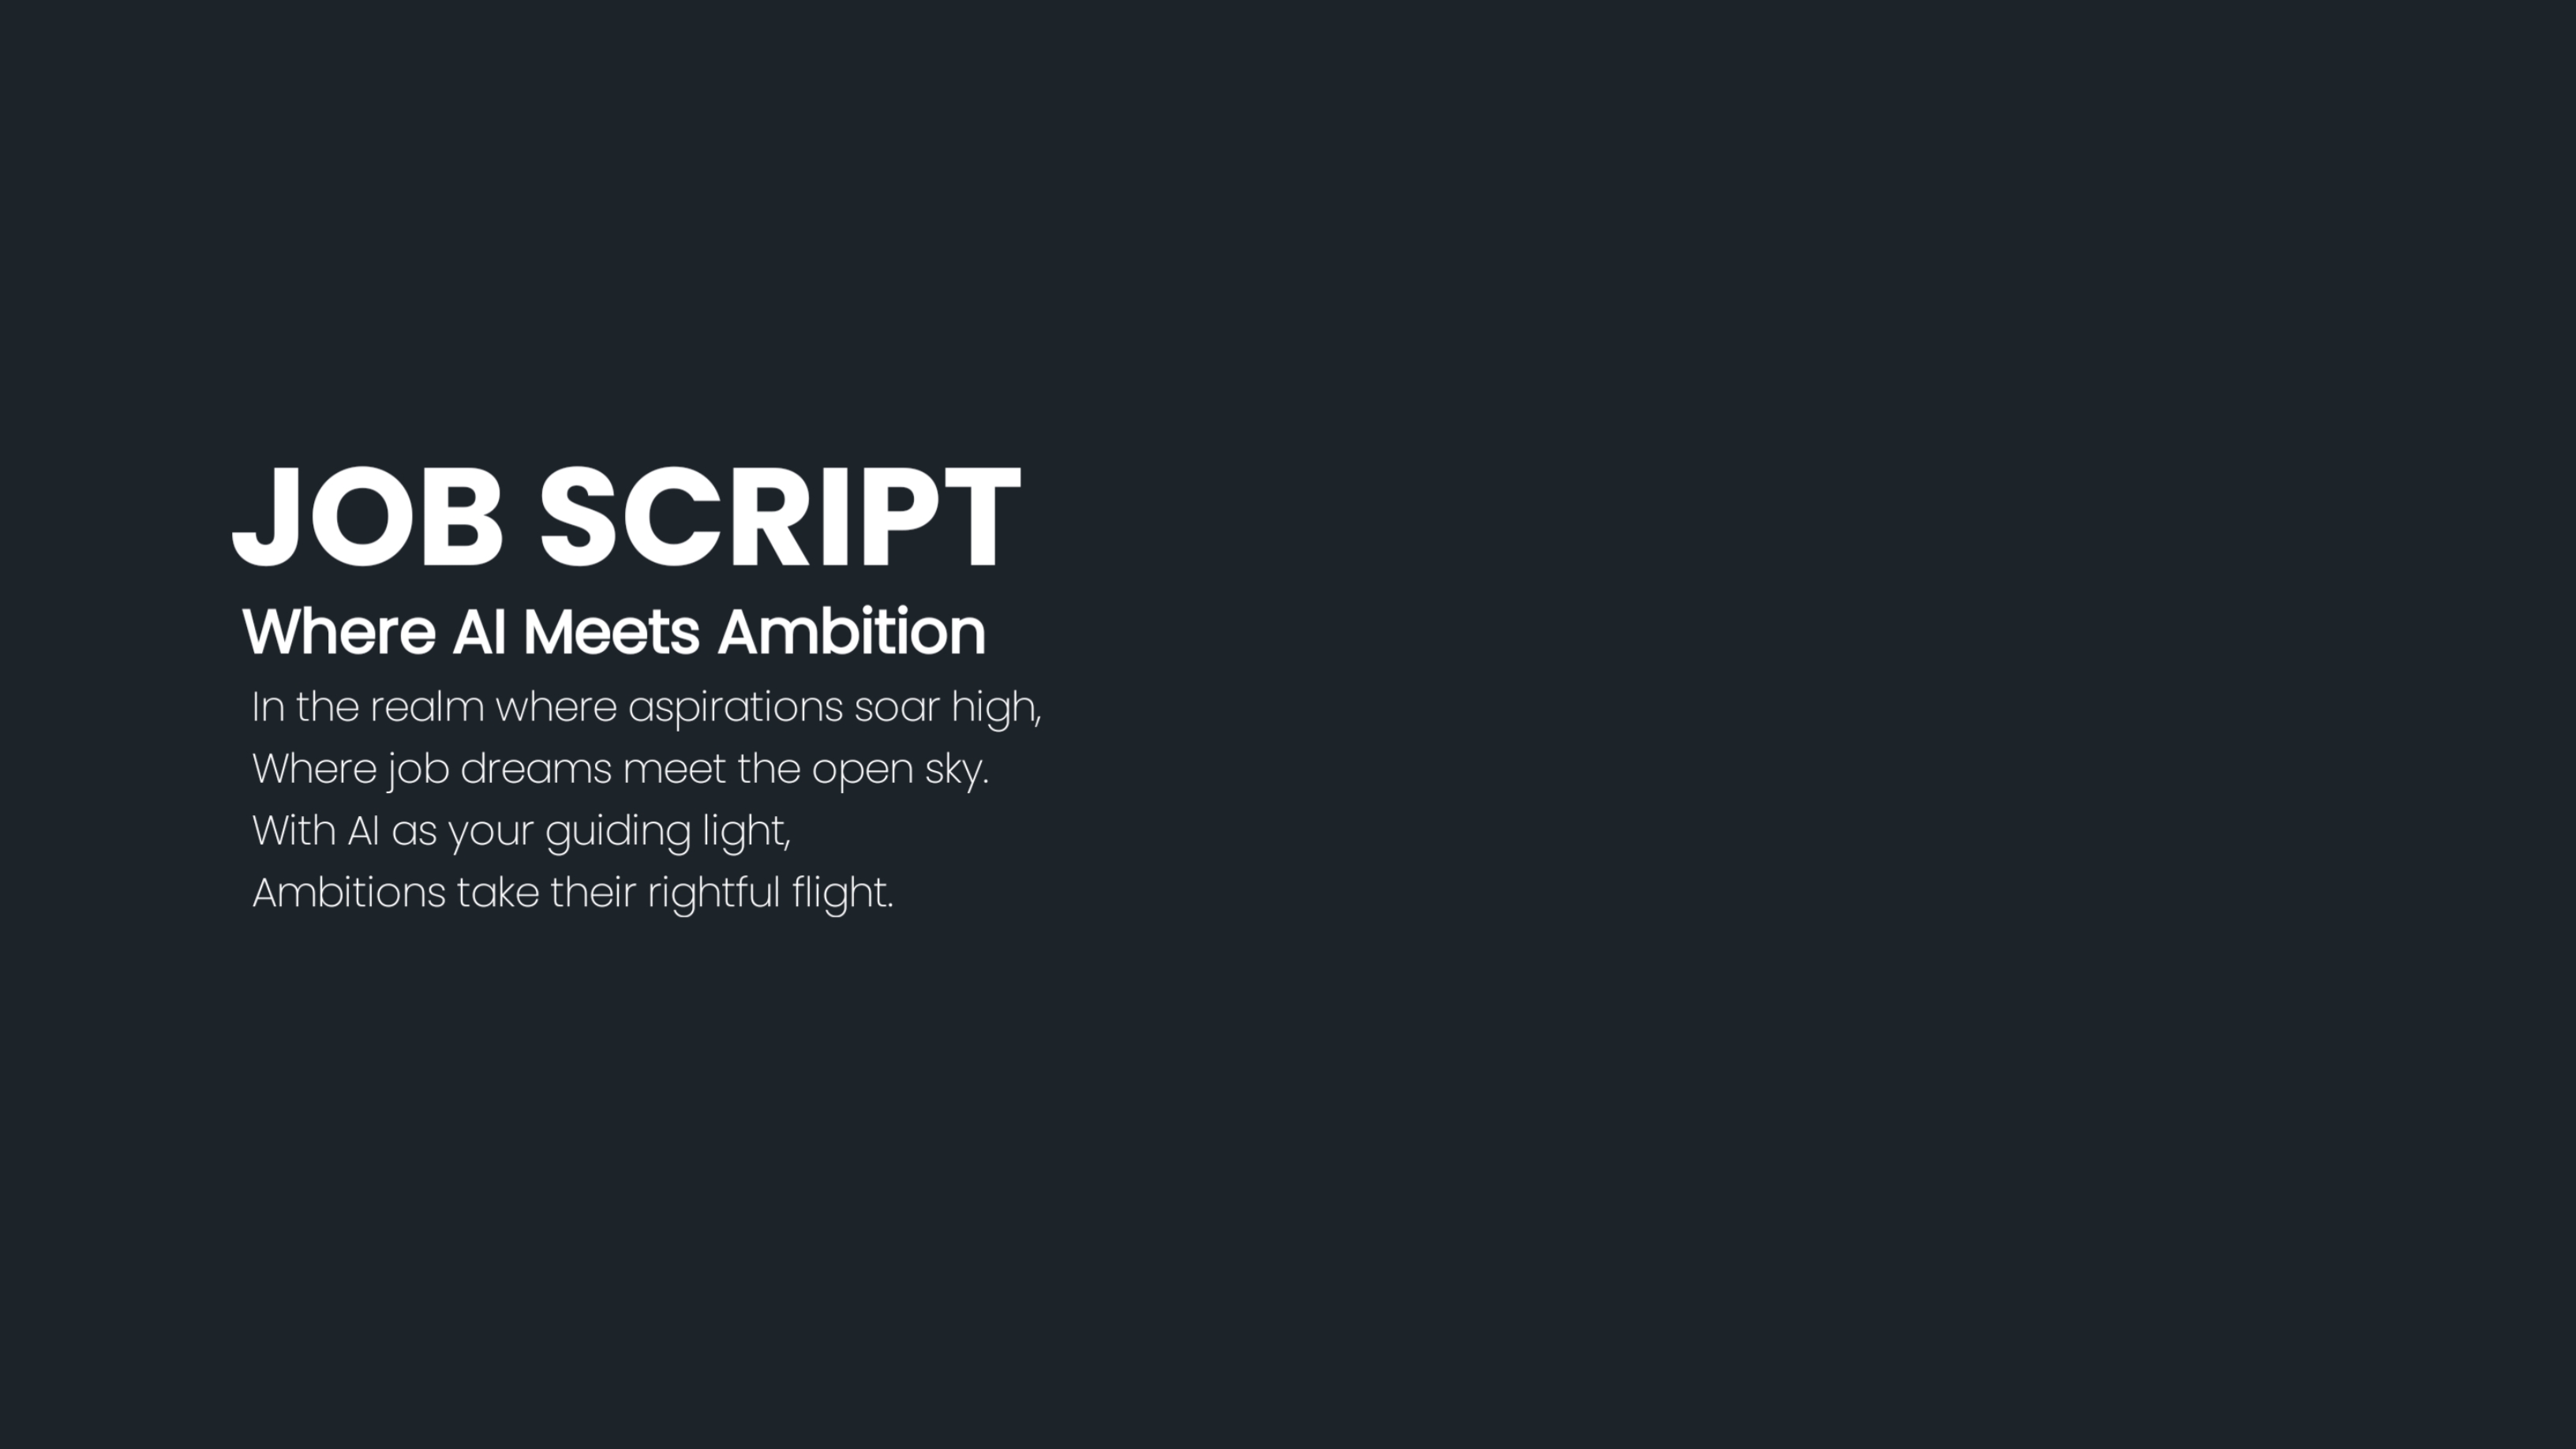 JOB SCRIPT
Where AI Meets Ambition
In the realm where aspirations soar high,
Where job dreams meet the open sky.
With AI as your guiding light,
Ambitions take their rightful flight.